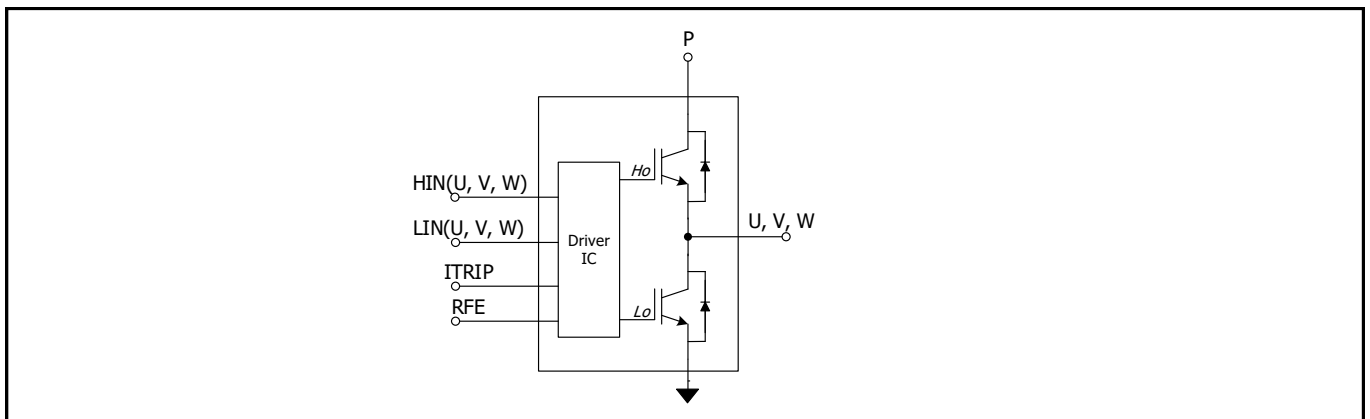 P
Ho
HIN(U, V, W)
LIN(U, V, W)
U, V, W
Driver
IC
ITRIP
RFE
Lo